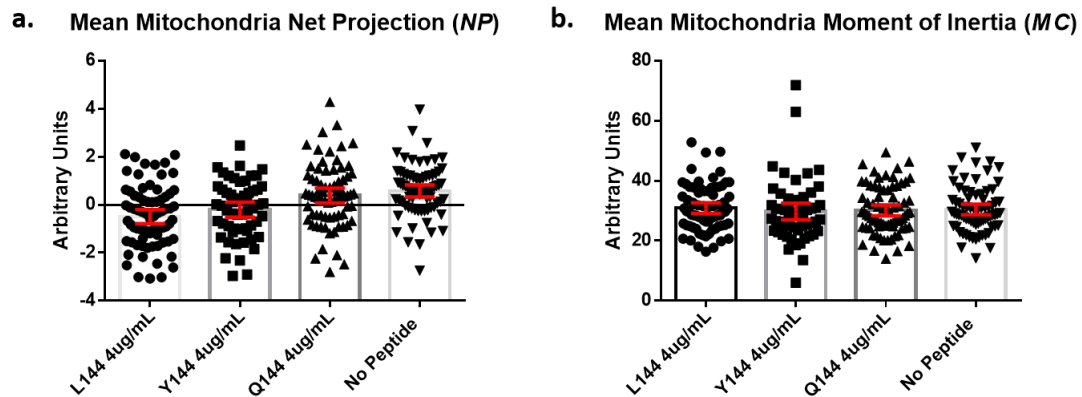 a. Mean Mitochondria Net Projection (NP)
Arbitrary Units
6
4
2
0
-2
-4
L144 4ug/mL
Y144 4ug/mL
Q144 4ug/mL
No Peptide
b. Mean Mitochondria Moment of Inertia (MC)
Arbitrary Units
80
60
40
20
0
L144 4ug/mL
Y144 4ug/mL
Q144 4ug/mL
No Peptide